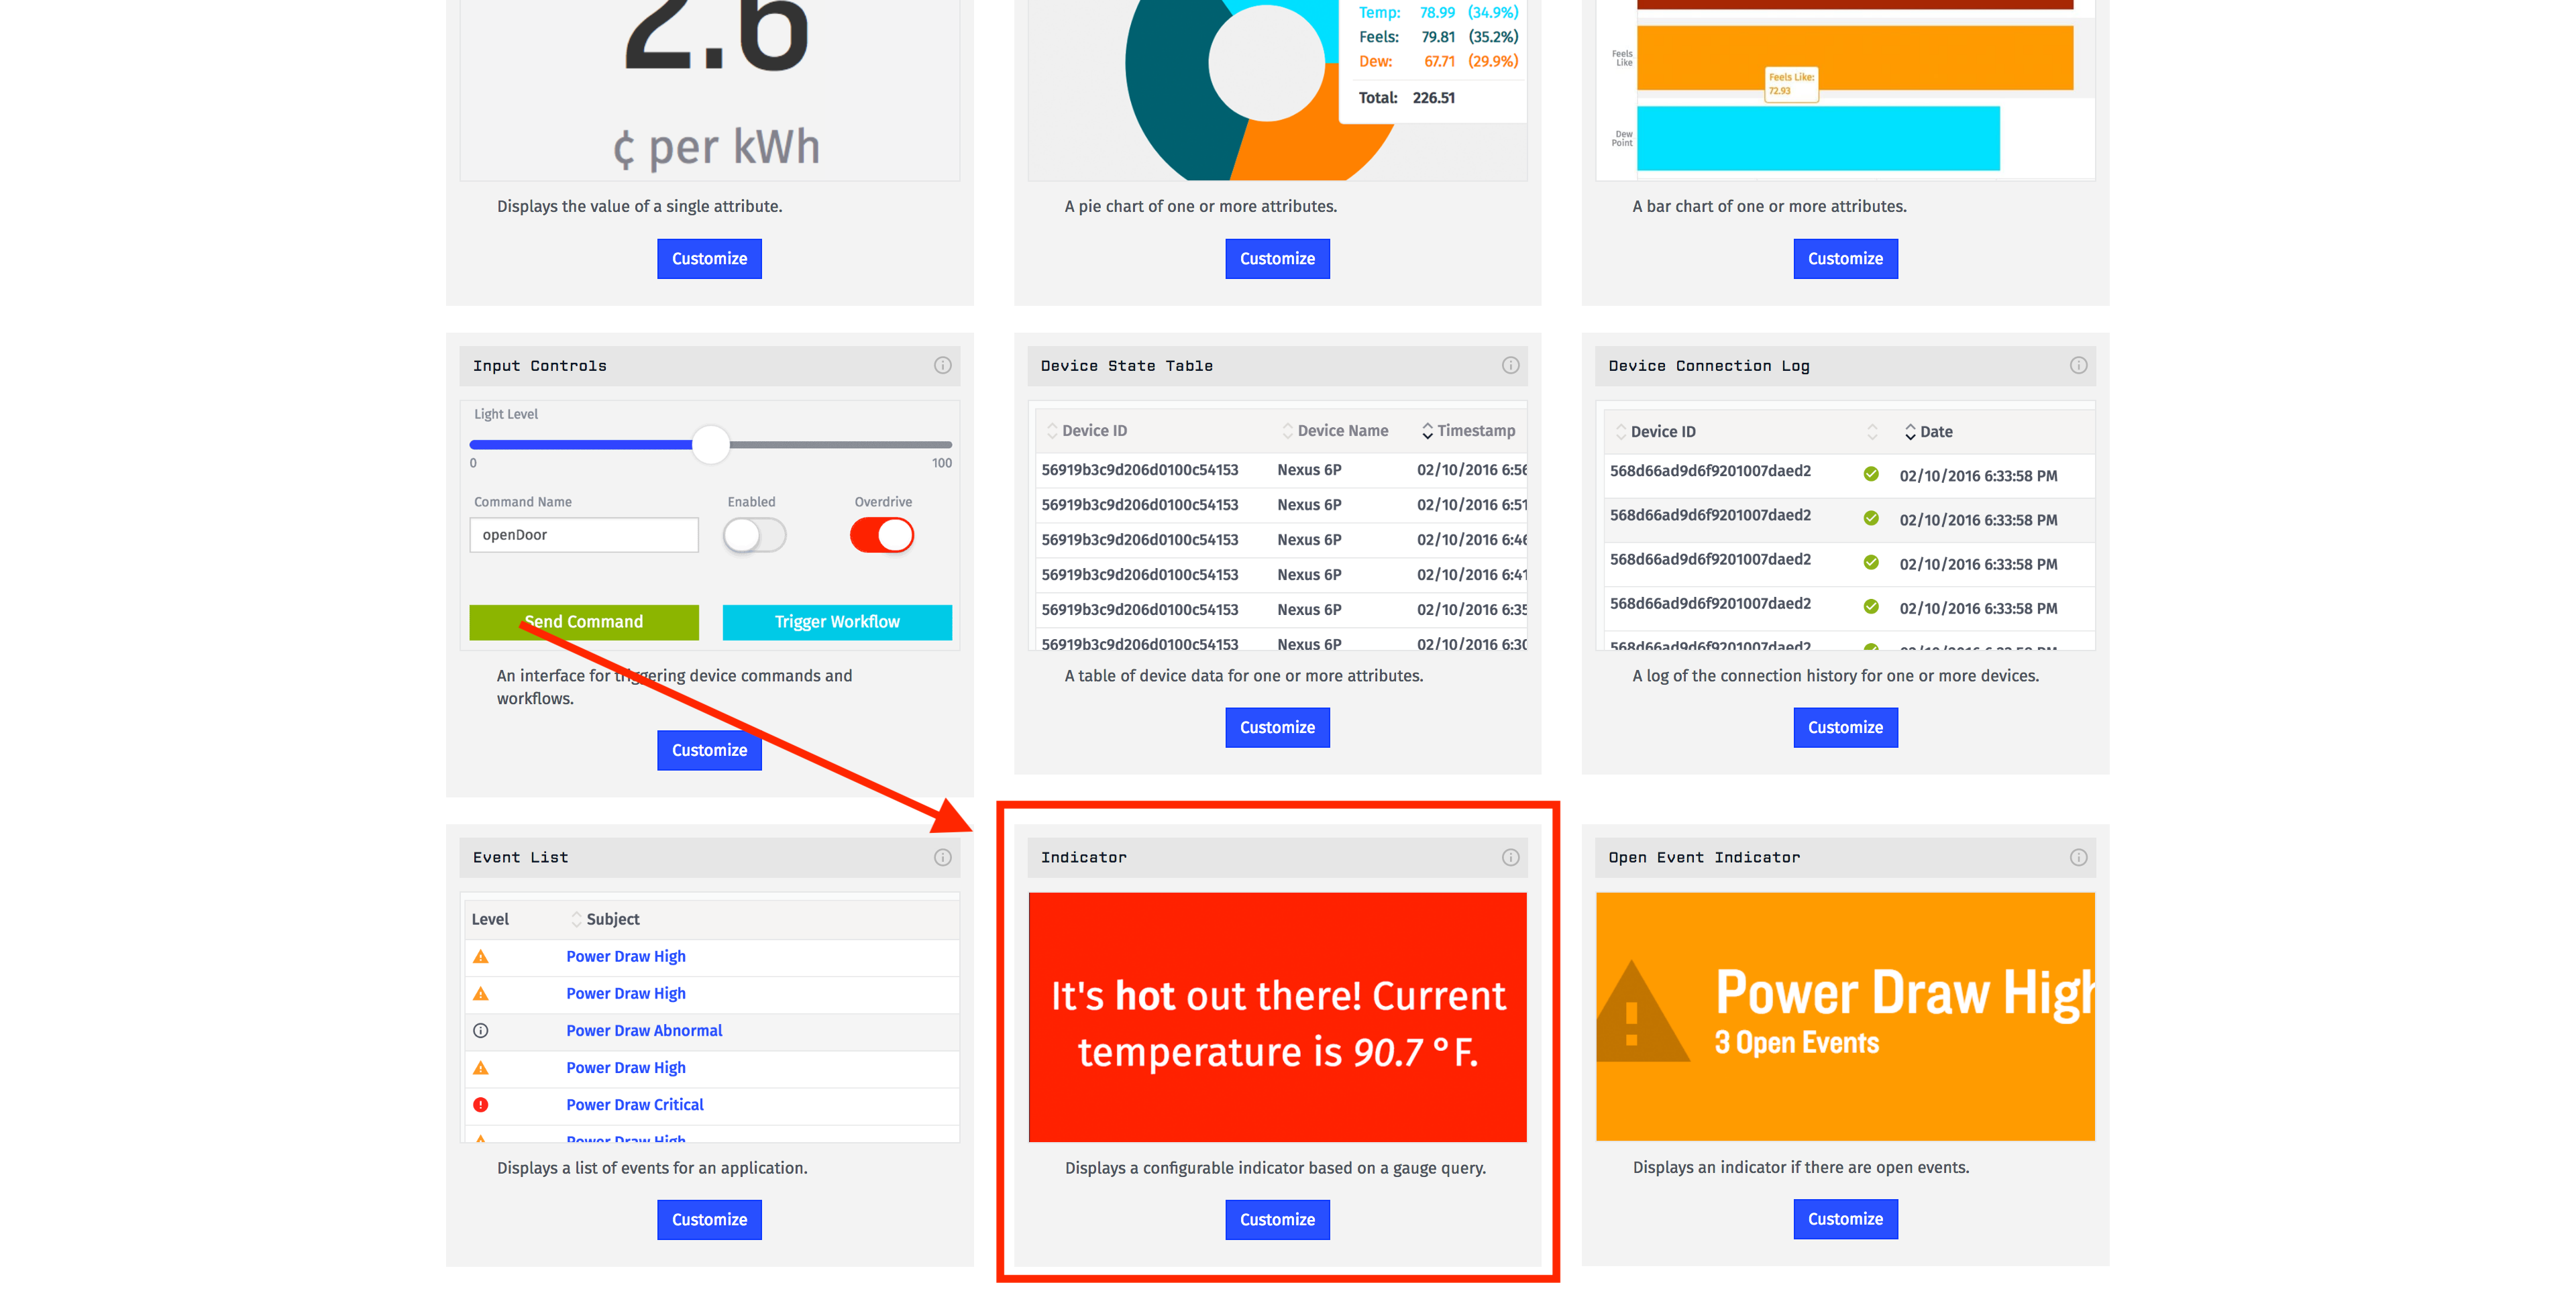 2.6
¢ per kWh
Displays the value of a single attribute.
Customize
Temp: 78.99 (34.9%)
Feels: 79.81 (35.2%)
Dew: 67.71 (29.9%)
Total: 226.51
A pie chart of one or more attributes.
Customize
Feels
Like
Feels Like:
72.93
Dew
Point
A bar chart of one or more attributes.
Customize
Input Controls
Light Level
0 100
Command Name Enabled Overdrive
openDoor
Send Command Trigger Workflow
An interface for triggering device commands and
workflows.
Customize
Device State Table
Device ID Device Name Timestamp
56919b3c9d206d0100c54153 Nexus 6P 02/10/2016 6:56
56919b3c9d206d0100c54153 Nexus 6P 02/10/2016 6:51
56919b3c9d206d0100c54153 Nexus 6P 02/10/2016 6:46
56919b3c9d206d0100c54153 Nexus 6P 02/10/2016 6:41
56919b3c9d206d0100c54153 Nexus 6P 02/10/2016 6:35
56919b3c9d206d0100c54153 Nexus 6P 02/10/2016 6:30
A table of device data for one or more attributes.
Customize
Device Connection Log
Device ID Date
568d66ad9d6f9201007daed2 02/10/2016 6:33:58 PM
568d66ad9d6f9201007daed2 02/10/2016 6:33:58 PM
568d66ad9d6f9201007daed2 02/10/2016 6:33:58 PM
568d66ad9d6f9201007daed2 02/10/2016 6:33:58 PM
568d66ad9d6f9201007daed2
A log of the connection history for one or more devices.
Customize
Event List
Level Subject
Power Draw High
Power Draw High
Power Draw Abnormal
Power Draw High
Power Draw Critical
Power Draw High
Displays a list of events for an application.
Customize
Indicator
It's hot out there! Current
temperature is 90.7 °F.
Displays a configurable indicator based on a gauge query.
Customize
Open Event Indicator
Power Draw High
3 Open Events
Displays an indicator if there are open events.
Customize